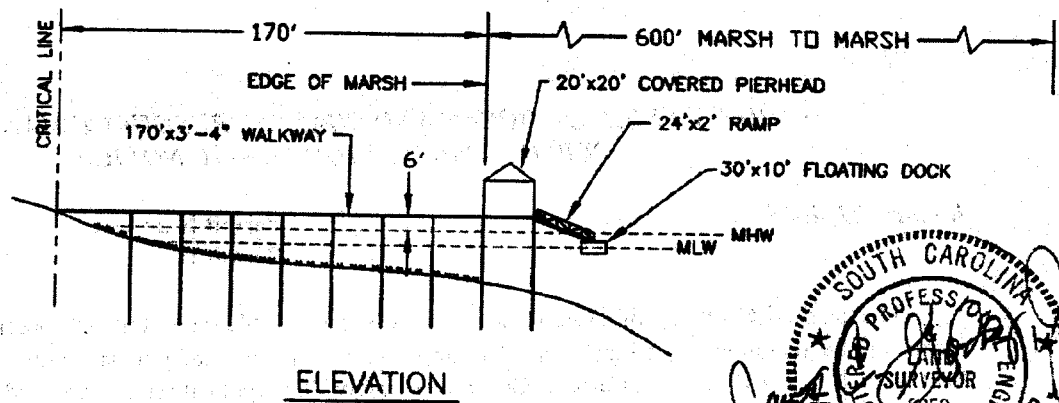 CRITICAL LINE
170'
600' MARSH TO MARSH
EDGE OF MARSH
20'x20' COVERED PIERHEAD
24'x2' RAMP
170'x3'-4" WALKWAY
6'
30'x10' FLOATING DOCK
MHW
MLW
SOUTH CAROLINA
PROFESSION
&
LAND
SURVEYOR
ELEVATION